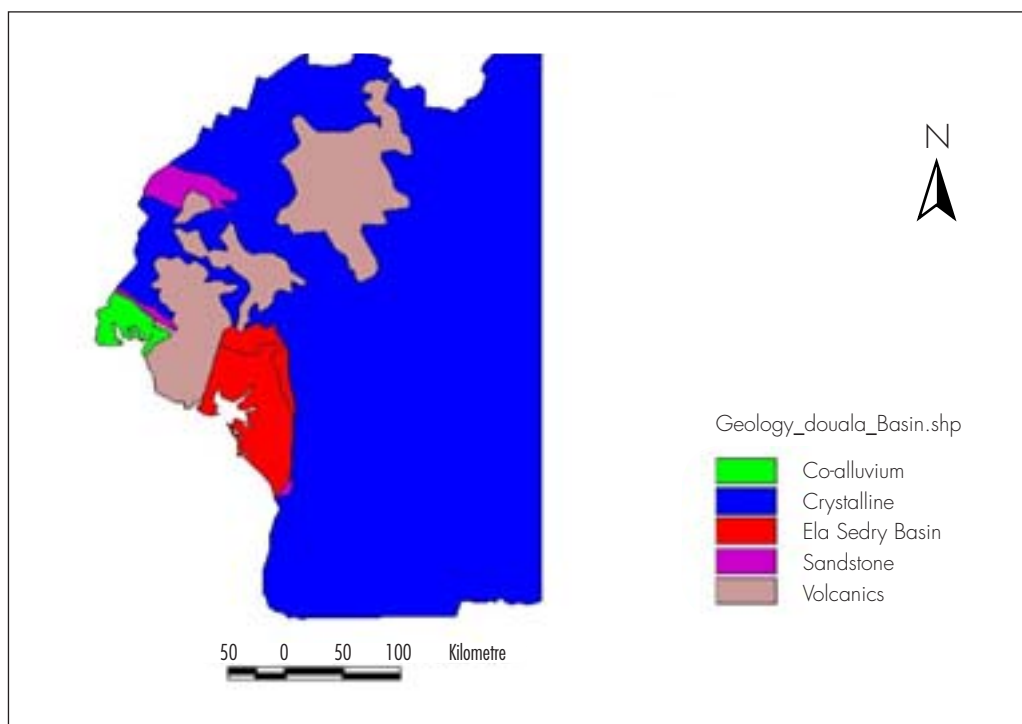 N
Geology_douala_Basin.shp
Co-alluvium
Crystalline
Ela Sedry Basin
Sandstone
Volcanics
50 0 50 100 Kilometre